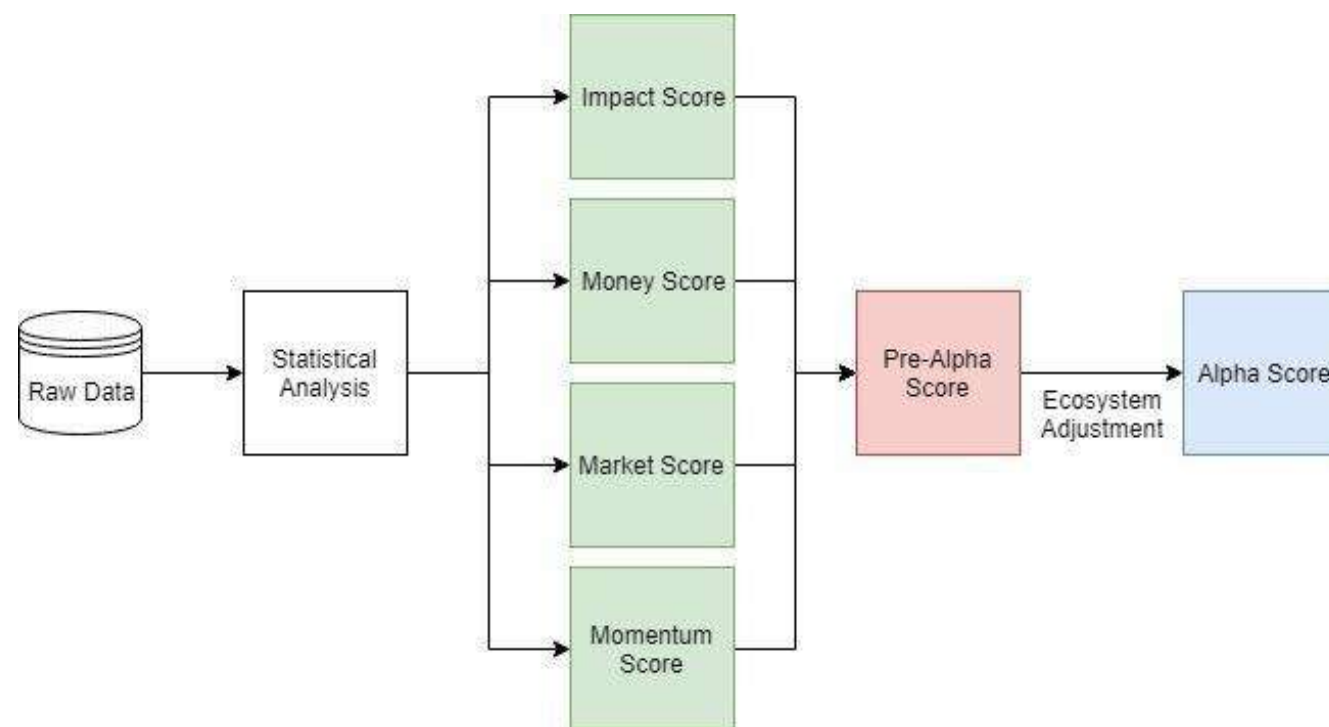 Raw Data
Statistical
Analysis
Impact Score
Money Score
Market Score
Momentum
Score
Pre-Alpha
Score
Ecosystem
Adjustment
Alpha Score